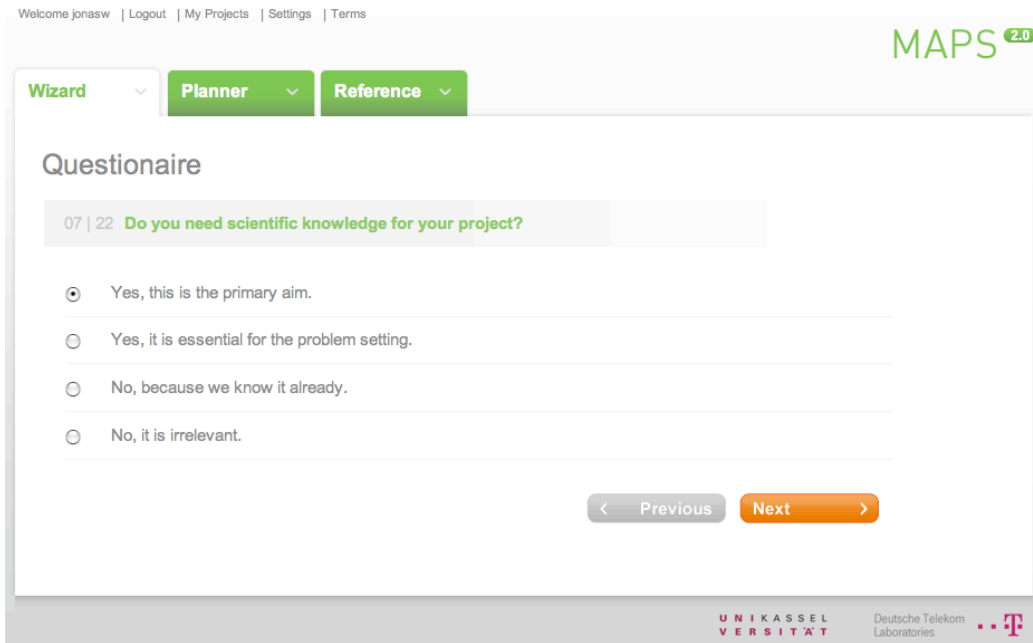 Welcome jonasw | Logout | My Projects | Settings | Terms
MAPS 2.0
Wizard Planner Reference
Questionaire
07 | 22 Do you need scientific knowledge for your project?
Yes, this is the primary aim.
Yes, it is essential for the problem setting.
No, because we know it already.
No, it is irrelevant.
< Previous Next >
U N I K A S S E L
V E R S I T Ä T
Deutsche Telekom
Laboratories
T